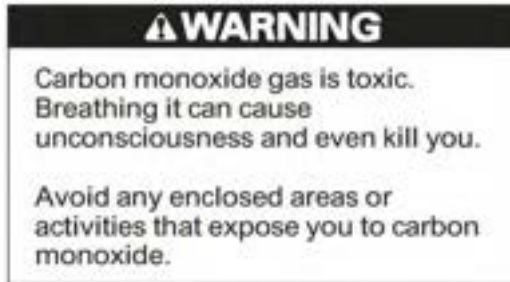 WARNING
Carbon monoxide gas is toxic.
Breathing it can cause
unconsciousness and even kill you.
Avoid any enclosed areas or
activities that expose you to carbon
monoxide.